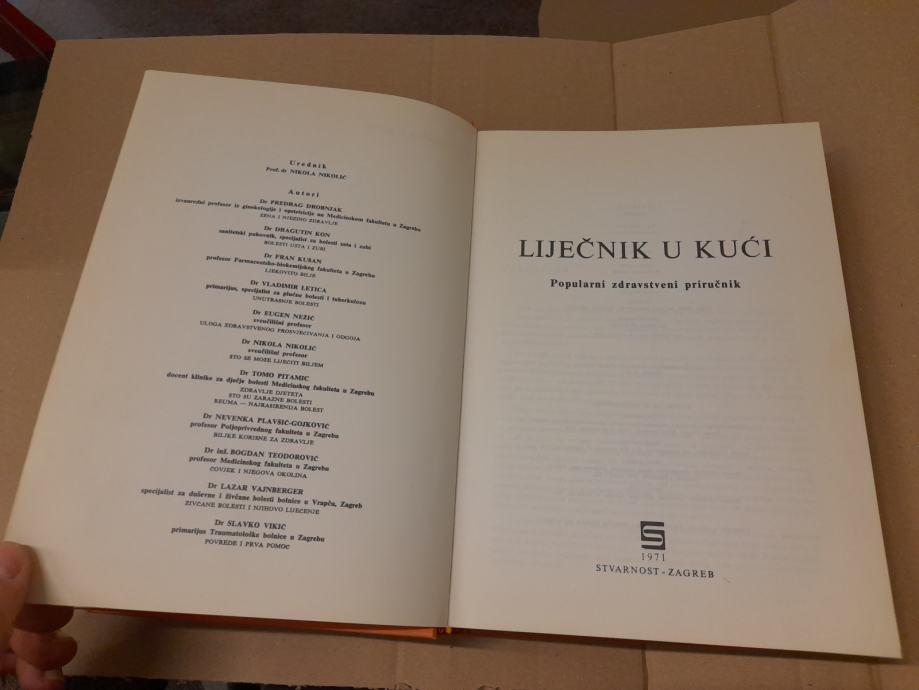 Urednik
Prof. dr NIKOLA NIKOLIĆ
Autori
Dr PREDRAG DROBNJAK
izvanredni profesor iz ginekologije i opstetricije na Medicinskom fakultetu u Zagrebu
ŽENA I NJEZINO ZDRAVLJE
Dr DRAGUTIN KON
sanitetski pukovnik, specijalist za bolesti usta i zubi
BOLESTI USTA I ZUBI
Dr FRAN KUŠAN
profesor Farmaceutsko-biokemijskog fakulteta u Zagrebu
LJEKOVITO BILJE
Dr VLADIMIR LETICA
primarijus, specijalist za plućne bolesti i tuberkulozu
UNUTRAŠNJE BOLESTI
Dr EUGEN NEZIĆ
sveučilišni profesor
ULOGA ZDRAVSTVENOG PROSVJEĆIVANJA I ODGOJA
Dr NIKOLA NIKOLIĆ
sveučilišni profesor
ŠTO SE MOŽE LIJEČITI BILJEM
Dr TOMO PITAMIC
docent klinike za dječje bolesti Medicinskog fakulteta u Zagrebu
ZDRAVLJE DJETETA
ŠTO SU ZARAZNE BOLESTI
REUMA — NAJRAŠIRENIJA BOLEST
Dr NEVENKA PLAVŠIĆ-GOJKOVIĆ
profesor Poljoprivrednog fakulteta u Zagrebu
BILJKE KORISNE ZA ZDRAVLJE
Dr inž. BOGDAN TEODOROVIĆ
profesor Medicinskog fakulteta u Zagrebu
ČOVJEK I NJEGOVA OKOLINA
Dr LAZAR VAJNBERGER
specijalist za duševne i živčane bolesti bolnice u Vrapču, Zagreb
ŽIVČANE BOLESTI I NJIHOVO LIJEČENJE
Dr SLAVKO VIKIĆ
primarijus Traumatološke bolnice u Zagrebu
POVREDE I PRVA POMOĆ
LIJEČNIK U KUĆI
Popularni zdravstveni priručnik
S
1971
STVARNOST - ZAGREB